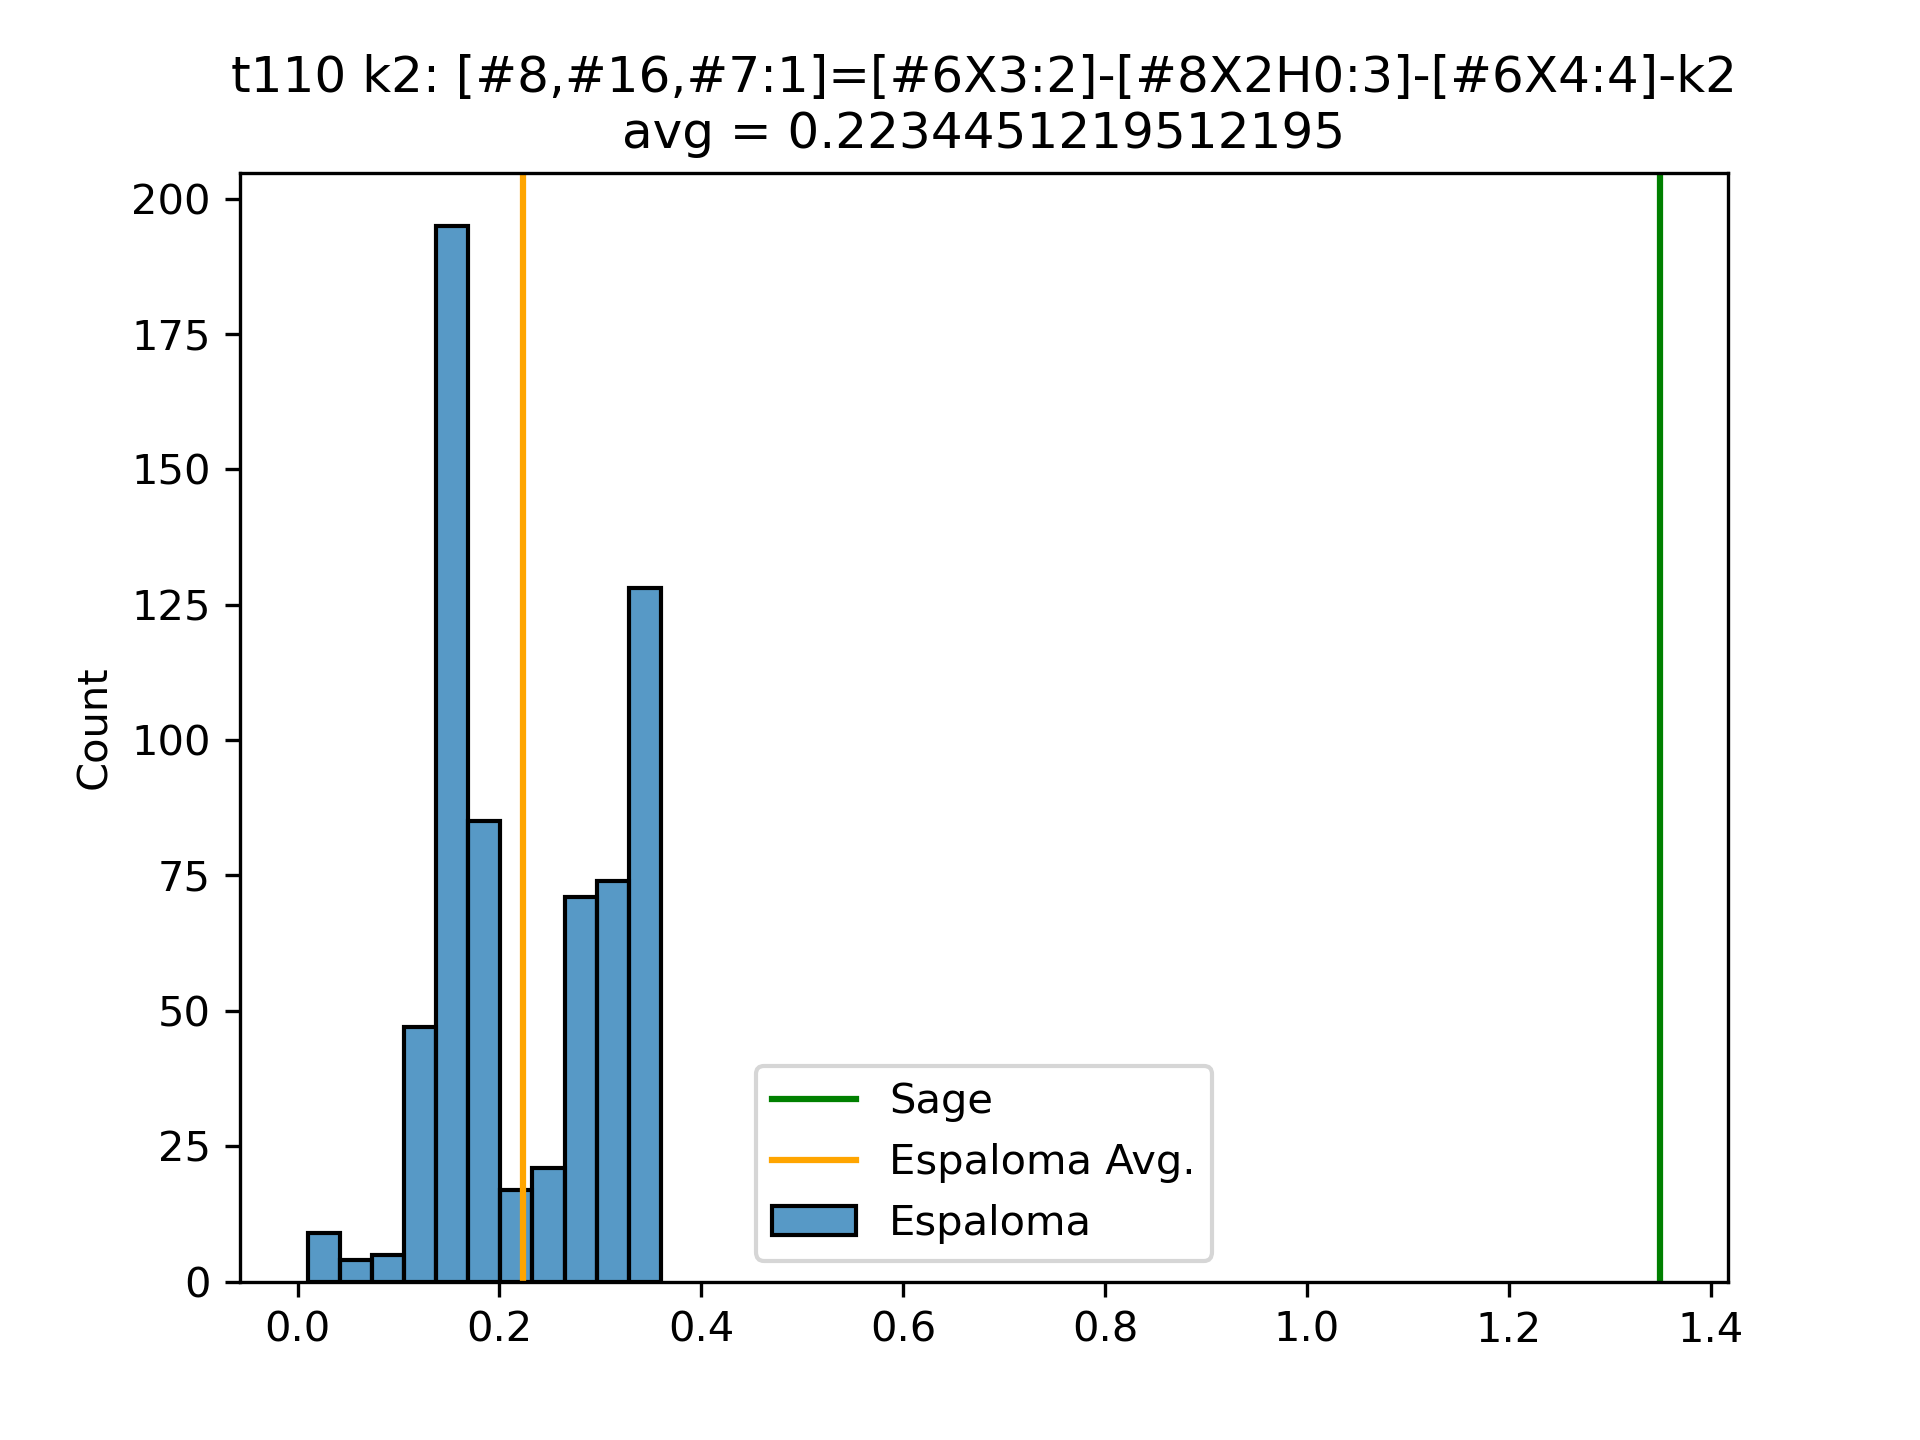 t110 k2: [#8,#16,#7:1]=[#6X3:2]-[#8X2H0:3]-[#6X4:4]-k2
avg = 0.2234451219512195
200
175
150
125
100
75
50
25
0
Count
Sage
Espaloma Avg.
Espaloma
0.0 0.2 0.4 0.6 0.8 1.0 1.2 1.4